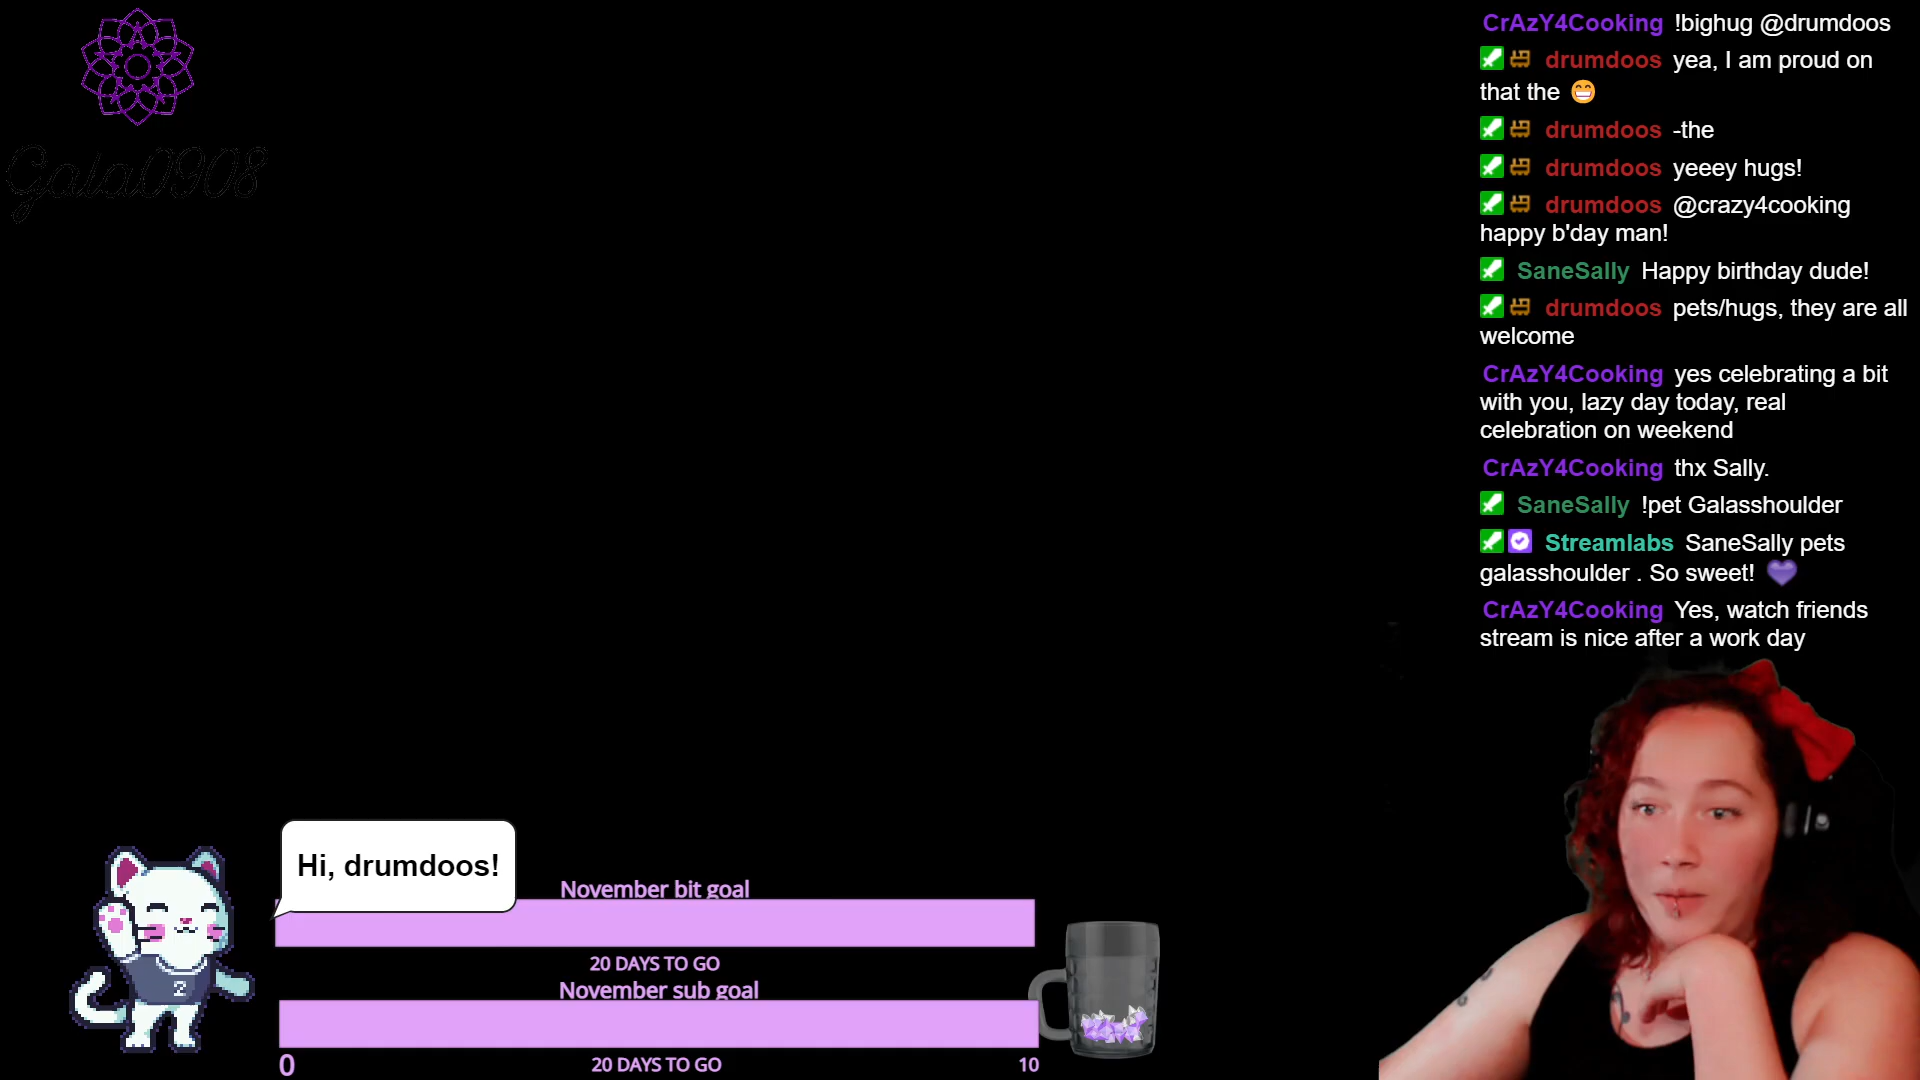 Gala0908
CrAzY4Cooking !bighug @drumdoos
drumdoos yea, I am proud on
that the 😁
drumdoos -the
drumdoos yeeey hugs!
drumdoos @crazy4cooking
happy b'day man!
SaneSally Happy birthday dude!
drumdoos pets/hugs, they are all
welcome
CrAzY4Cooking yes celebrating a bit
with you, lazy day today, real
celebration on weekend
CrAzY4Cooking thx Sally.
SaneSally !pet Galasshoulder
Streamlabs SaneSally pets
galasshoulder . So sweet! 💜
CrAzY4Cooking Yes, watch friends
stream is nice after a work day
Hi, drumdoos!
2
November bit goal
20 DAYS TO GO
November sub goal
0
20 DAYS TO GO
10